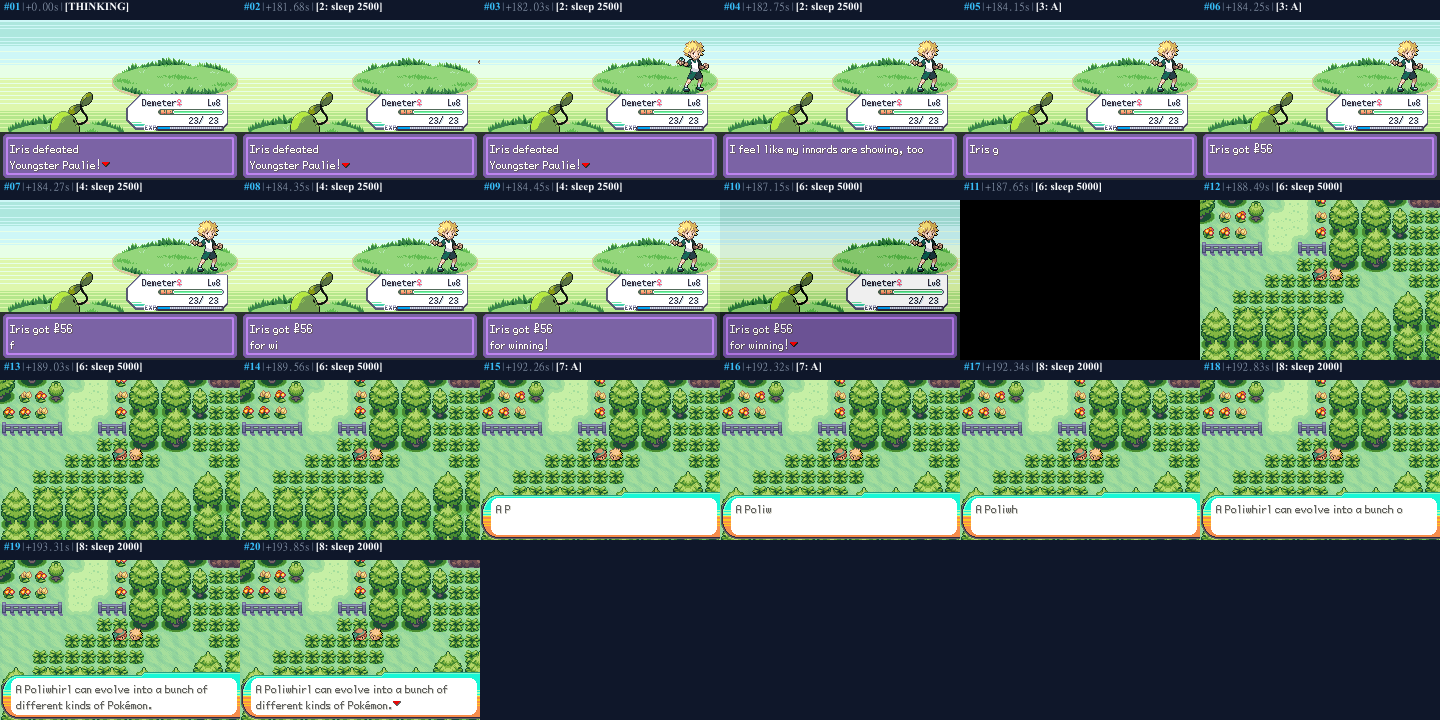 #01 | +0.00s | [THINKING]
Demeter♀ Lv8
23/ 23
EXP
Iris defeated
Youngster Paulie!
#02 | +181.68s | [2: sleep 2500]
Demeter♀ Lv8
23/ 23
EXP
Iris defeated
Youngster Paulie!
#03 | +182.03s | [2: sleep 2500]
Demeter♀ Lv8
23/ 23
EXP
Iris defeated
Youngster Paulie!
#04 | +182.75s | [2: sleep 2500]
Demeter♀ Lv8
23/ 23
EXP
I feel like my innards are showing, too
#05 | +184.15s | [3: A]
Demeter♀ Lv8
23/ 23
EXP
Iris g
#06 | +184.25s | [3: A]
Demeter♀ Lv8
23/ 23
EXP
Iris got ₽56
#07 | +184.27s | [4: sleep 2500]
Demeter♀ Lv8
23/ 23
EXP
Iris got ₽56
f
#08 | +184.35s | [4: sleep 2500]
Demeter♀ Lv8
23/ 23
EXP
Iris got ₽56
for wi
#09 | +184.45s | [4: sleep 2500]
Demeter♀ Lv8
23/ 23
EXP
Iris got ₽56
for winning!
#10 | +187.15s | [6: sleep 5000]
Demeter♀ Lv8
23/ 23
EXP
Iris got ₽56
for winning!
#11 | +187.65s | [6: sleep 5000]
#12 | +188.49s | [6: sleep 5000]
#13 | +189.03s | [6: sleep 5000]
#14 | +189.56s | [6: sleep 5000]
#15 | +192.26s | [7: A]
A P
#16 | +192.32s | [7: A]
A Poliw
#17 | +192.34s | [8: sleep 2000]
A Poliwh
#18 | +192.83s | [8: sleep 2000]
A Poliwhirl can evolve into a bunch o
#19 | +193.31s | [8: sleep 2000]
A Poliwhirl can evolve into a bunch of
different kinds of Pokémon.
#20 | +193.85s | [8: sleep 2000]
A Poliwhirl can evolve into a bunch of
different kinds of Pokémon.